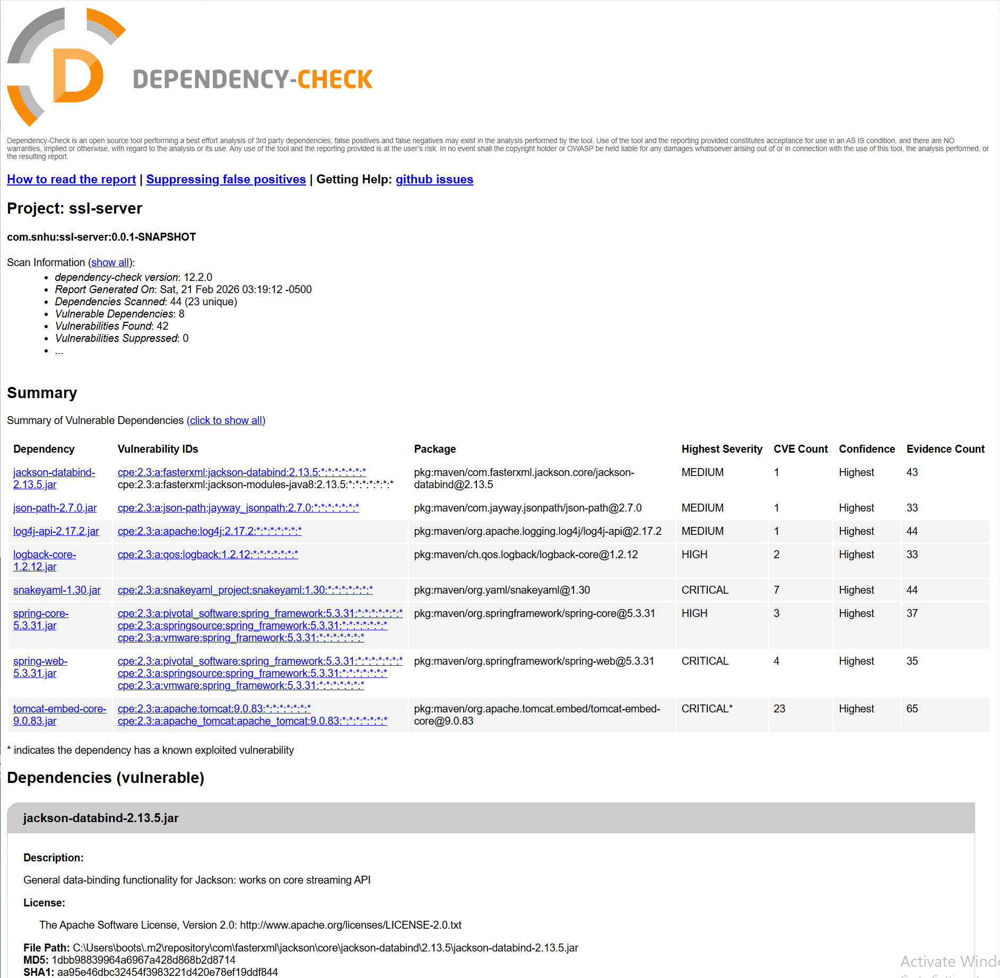 D
DEPENDENCY-CHECK
Dependency-Check is an open source tool performing a best effort analysis of 3rd party dependencies; false positives and false negatives may exist in the analysis performed by the tool. Use of the tool and the reporting provided constitutes acceptance for use in an AS IS condition, and there are NO
warranties, implied or otherwise, with regard to the analysis or its use. Any use of the tool and the reporting provided is at the user's risk. In no event shall the copyright holder or OWASP be held liable for any damages whatsoever arising out of or in connection with the use of this tool, the analysis performed, or
the resulting report.
How to read the report | Suppressing false positives | Getting Help: github issues
Project: ssl-server
com.snhu:ssl-server:0.0.1-SNAPSHOT
Scan Information (show all):
• dependency-check version: 12.2.0
• Report Generated On: Sat, 21 Feb 2026 03:19:12 -0500
• Dependencies Scanned: 44 (23 unique)
• Vulnerable Dependencies: 8
• Vulnerabilities Found: 42
• Vulnerabilities Suppressed: 0
• ...
Summary
Summary of Vulnerable Dependencies (click to show all)
Dependency Vulnerability IDs Package Highest Severity CVE Count Confidence Evidence Count
jackson-databind- cpe:2.3:a:fasterxml:jackson-databind:2.13.5:*:*:*:*:*:*:* pkg:maven/com.fasterxml.jackson.core/jackson- MEDIUM 1 Highest 43
2.13.5.jar cpe:2.3:a:fasterxml:jackson-modules-java8:2.13.5:*:*:*:*:*:*:* databind@2.13.5
json-path-2.7.0.jar cpe:2.3:a:json-path:jayway_jsonpath:2.7.0:*:*:*:*:*:*:* pkg:maven/com.jayway.jsonpath/json-path@2.7.0 MEDIUM 1 Highest 33
log4j-api-2.17.2.jar cpe:2.3:a:apache:log4j:2.17.2:*:*:*:*:*:*:* pkg:maven/org.apache.logging.log4j/log4j-api@2.17.2 MEDIUM 1 Highest 44
logback-core- cpe:2.3:a:qos:logback:1.2.12:*:*:*:*:*:*:* pkg:maven/ch.qos.logback/logback-core@1.2.12 HIGH 2 Highest 33
1.2.12.jar
snakeyaml-1.30.jar cpe:2.3:a:snakeyaml_project:snakeyaml:1.30:*:*:*:*:*:*:* pkg:maven/org.yaml/snakeyaml@1.30 CRITICAL 7 Highest 44
spring-core- cpe:2.3:a:pivotal_software:spring_framework:5.3.31:*:*:*:*:*:*:* pkg:maven/org.springframework/spring-core@5.3.31 HIGH 3 Highest 37
5.3.31.jar cpe:2.3:a:springsource:spring_framework:5.3.31:*:*:*:*:*:*:*
cpe:2.3:a:vmware:spring_framework:5.3.31:*:*:*:*:*:*:*
spring-web- cpe:2.3:a:pivotal_software:spring_framework:5.3.31:*:*:*:*:*:*:* pkg:maven/org.springframework/spring-web@5.3.31 CRITICAL 4 Highest 35
5.3.31.jar cpe:2.3:a:springsource:spring_framework:5.3.31:*:*:*:*:*:*:*
cpe:2.3:a:vmware:spring_framework:5.3.31:*:*:*:*:*:*:*
tomcat-embed-core- cpe:2.3:a:apache:tomcat:9.0.83:*:*:*:*:*:*:* pkg:maven/org.apache.tomcat.embed/tomcat-embed- CRITICAL* 23 Highest 65
9.0.83.jar cpe:2.3:a:apache_tomcat:apache_tomcat:9.0.83:*:*:*:*:*:*:* core@9.0.83
* indicates the dependency has a known exploited vulnerability
Dependencies (vulnerable)
jackson-databind-2.13.5.jar
Description:
General data-binding functionality for Jackson: works on core streaming API
License:
The Apache Software License, Version 2.0: http://www.apache.org/licenses/LICENSE-2.0.txt
File Path: C:\Users\boots\.m2\repository\com\fasterxml\jackson\core\jackson-databind\2.13.5\jackson-databind-2.13.5.jar
MD5: 1dbb98839964a6967a428d868b2d8714
SHA1: aa95e46dbc32454f3983221d420e78ef19ddf844
Activate